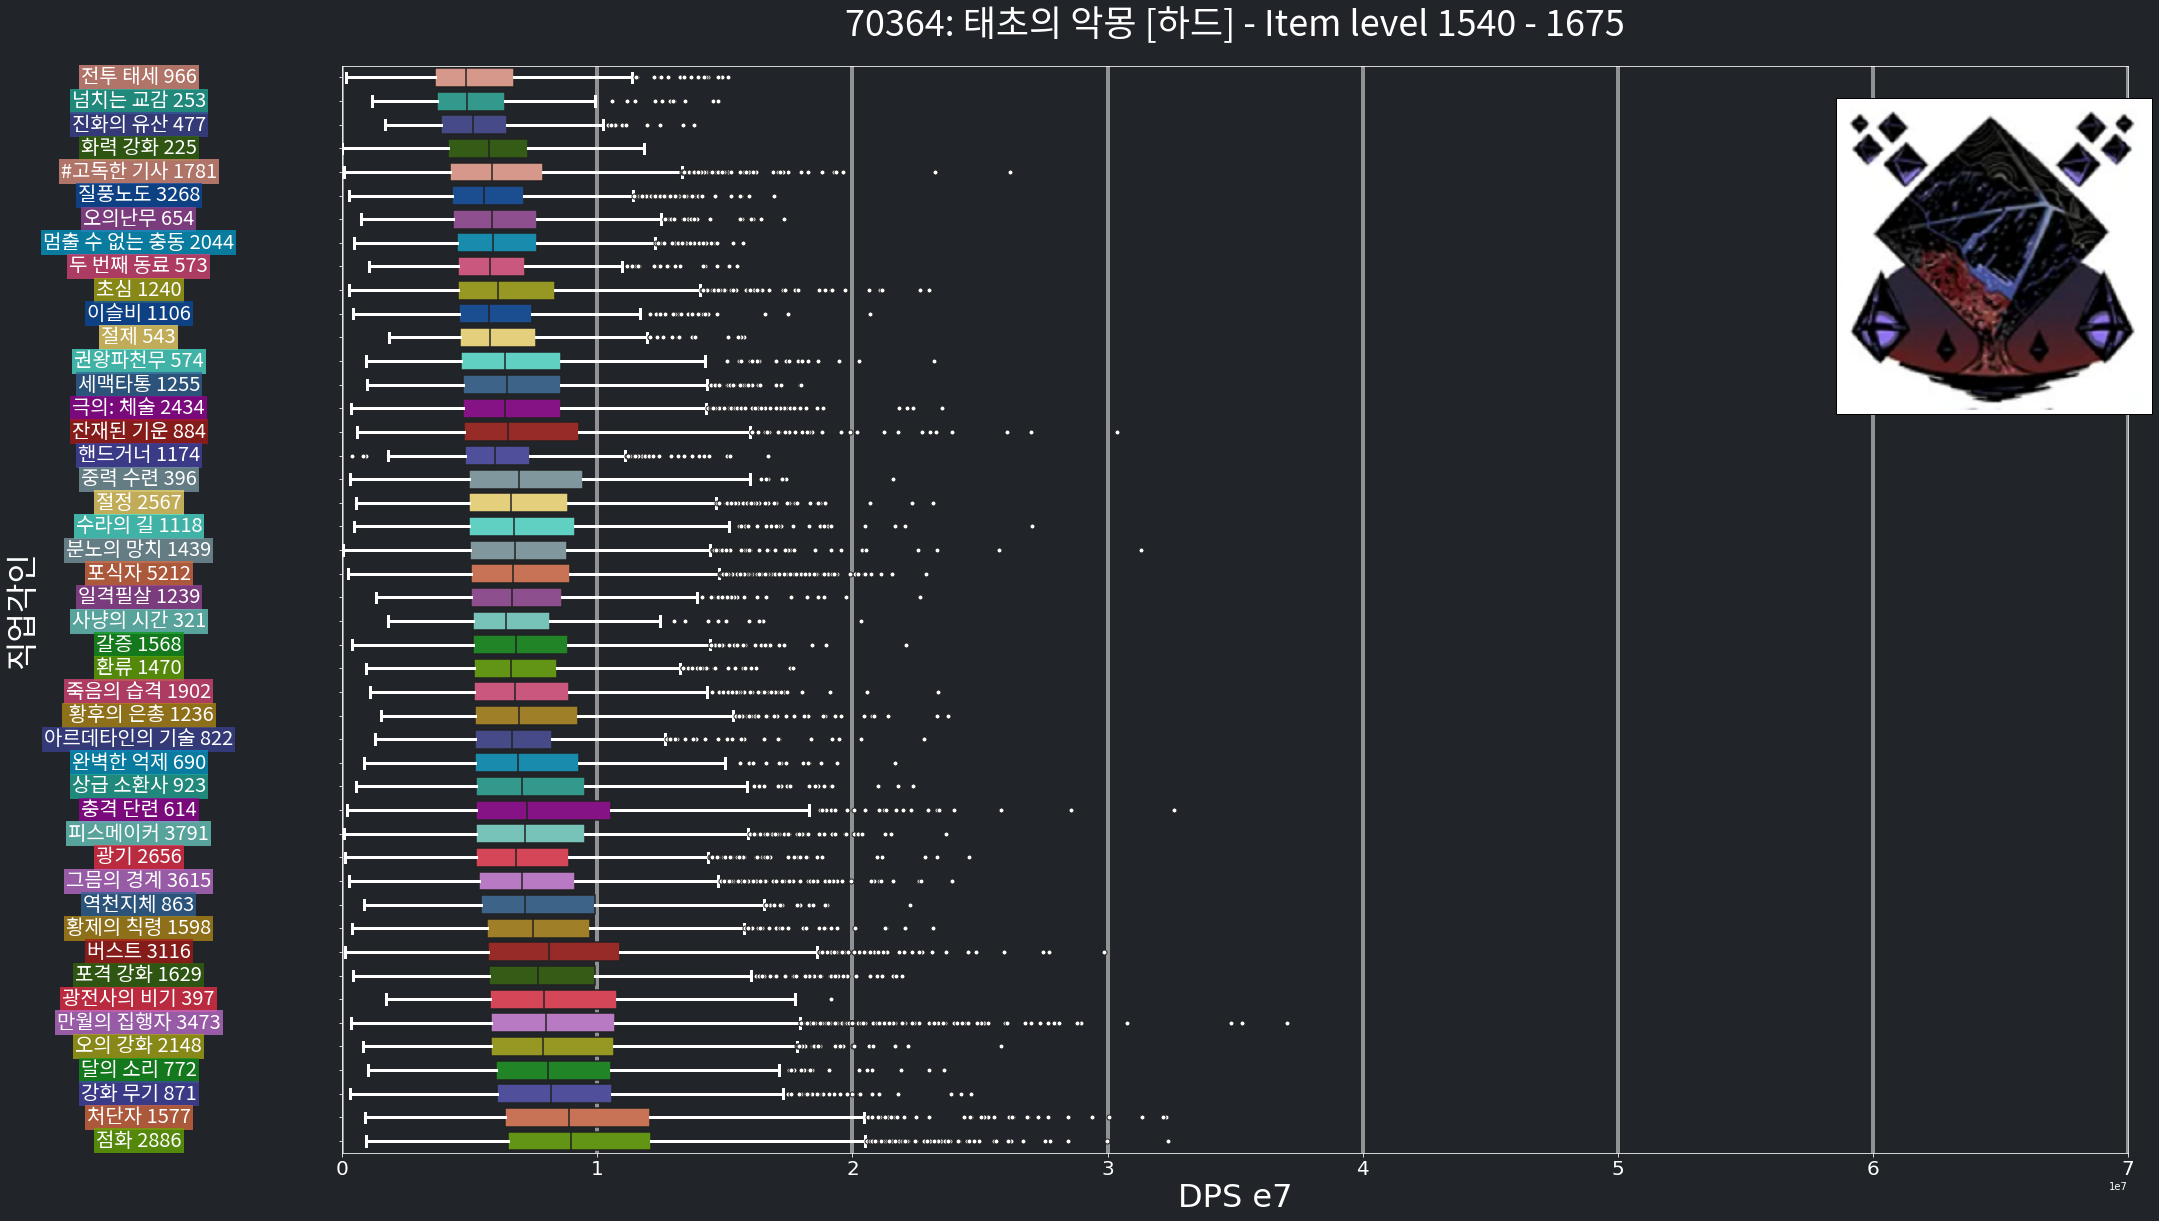 70364: 태초의 악몽 [하드] - Item level 1540 - 1675
직업각인
전투 태세 966
넘치는 교감 253
진화의 유산 477
화력 강화 225
#고독한 기사 1781
질풍노도 3268
오의난무 654
멈출 수 없는 충동 2044
두 번째 동료 573
초심 1240
이슬비 1106
절제 543
권왕파천무 574
세맥타통 1255
극의: 체술 2434
잔재된 기운 884
핸드거너 1174
중력 수련 396
절정 2567
수라의 길 1118
분노의 망치 1439
포식자 5212
일격필살 1239
사냥의 시간 321
갈증 1568
환류 1470
죽음의 습격 1902
황후의 은총 1236
아르데타인의 기술 822
완벽한 억제 690
상급 소환사 923
충격 단련 614
피스메이커 3791
광기 2656
그믐의 경계 3615
역천지체 863
황제의 칙령 1598
버스트 3116
포격 강화 1629
광전사의 비기 397
만월의 집행자 3473
오의 강화 2148
달의 소리 772
강화 무기 871
처단자 1577
점화 2886
0 1 2 3 4 5 6 7
1e7
DPS e7